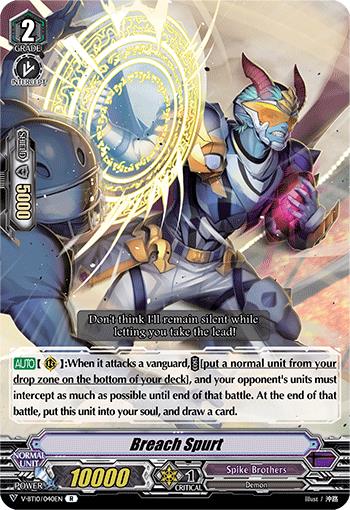 2
GRADE
INTERCEPT
SHIELD
5000
Don't think I'll remain silent while
letting you take the lead!
AUTO [ ]:When it attacks a vanguard, [put a normal unit from your
drop zone on the bottom of your deck], and your opponent's units must
intercept as much as possible until end of that battle. At the end of that
battle, put this unit into your soul, and draw a card.
Breach Spurt
NORMAL
UNIT
POWER
10000
1
CRITICAL
Spike Brothers
Demon
V-BT10/040EN R
Illust / 沖路